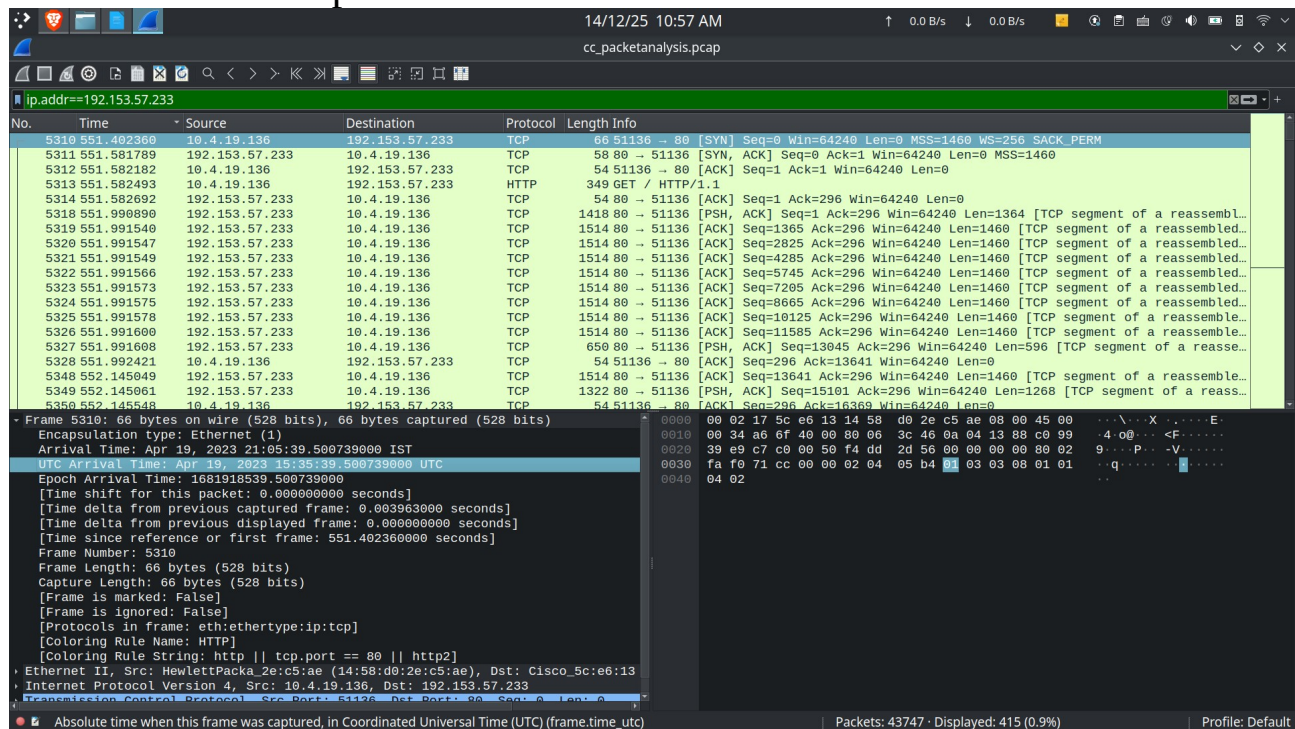 14/12/25 10:57 AM
↑ 0.0 B/s ↓ 0.0 B/s
cc_packetanalysis.pcap
ip.addr==192.153.57.233
No. Time Source Destination Protocol Length Info
5310 551.402360 10.4.19.136 192.153.57.233 TCP 66 51136 → 80 [SYN] Seq=0 Win=64240 Len=0 MSS=1460 WS=256 SACK_PERM
5311 551.581789 192.153.57.233 10.4.19.136 TCP 58 80 → 51136 [SYN, ACK] Seq=0 Ack=1 Win=64240 Len=0 MSS=1460
5312 551.582182 10.4.19.136 192.153.57.233 TCP 54 51136 → 80 [ACK] Seq=1 Ack=1 Win=64240 Len=0
5313 551.582493 10.4.19.136 192.153.57.233 HTTP 349 GET / HTTP/1.1
5314 551.582692 192.153.57.233 10.4.19.136 TCP 54 80 → 51136 [ACK] Seq=1 Ack=296 Win=64240 Len=0
5318 551.990890 192.153.57.233 10.4.19.136 TCP 1418 80 → 51136 [PSH, ACK] Seq=1 Ack=296 Win=64240 Len=1364 [TCP segment of a reassembl…
5319 551.991540 192.153.57.233 10.4.19.136 TCP 1514 80 → 51136 [ACK] Seq=1365 Ack=296 Win=64240 Len=1460 [TCP segment of a reassembled…
5320 551.991547 192.153.57.233 10.4.19.136 TCP 1514 80 → 51136 [ACK] Seq=2825 Ack=296 Win=64240 Len=1460 [TCP segment of a reassembled…
5321 551.991549 192.153.57.233 10.4.19.136 TCP 1514 80 → 51136 [ACK] Seq=4285 Ack=296 Win=64240 Len=1460 [TCP segment of a reassembled…
5322 551.991566 192.153.57.233 10.4.19.136 TCP 1514 80 → 51136 [ACK] Seq=5745 Ack=296 Win=64240 Len=1460 [TCP segment of a reassembled…
5323 551.991573 192.153.57.233 10.4.19.136 TCP 1514 80 → 51136 [ACK] Seq=7205 Ack=296 Win=64240 Len=1460 [TCP segment of a reassembled…
5324 551.991575 192.153.57.233 10.4.19.136 TCP 1514 80 → 51136 [ACK] Seq=8665 Ack=296 Win=64240 Len=1460 [TCP segment of a reassembled…
5325 551.991578 192.153.57.233 10.4.19.136 TCP 1514 80 → 51136 [ACK] Seq=10125 Ack=296 Win=64240 Len=1460 [TCP segment of a reassemble…
5326 551.991600 192.153.57.233 10.4.19.136 TCP 1514 80 → 51136 [ACK] Seq=11585 Ack=296 Win=64240 Len=1460 [TCP segment of a reassemble…
5327 551.991608 192.153.57.233 10.4.19.136 TCP 650 80 → 51136 [PSH, ACK] Seq=13045 Ack=296 Win=64240 Len=596 [TCP segment of a reasse…
5328 551.992421 10.4.19.136 192.153.57.233 TCP 54 51136 → 80 [ACK] Seq=296 Ack=13641 Win=64240 Len=0
5348 552.145049 192.153.57.233 10.4.19.136 TCP 1514 80 → 51136 [ACK] Seq=13641 Ack=296 Win=64240 Len=1460 [TCP segment of a reassemble…
5349 552.145061 192.153.57.233 10.4.19.136 TCP 1322 80 → 51136 [PSH, ACK] Seq=15101 Ack=296 Win=64240 Len=1268 [TCP segment of a reass…
5350 552.145548 10.4.19.136 192.153.57.233 TCP 54 51136 → 80 [ACK] Seq=296 Ack=16369 Win=64240 Len=0
Frame 5310: 66 bytes on wire (528 bits), 66 bytes captured (528 bits)
Encapsulation type: Ethernet (1)
Arrival Time: Apr 19, 2023 21:05:39.500739000 IST
UTC Arrival Time: Apr 19, 2023 15:35:39.500739000 UTC
Epoch Arrival Time: 1681918539.500739000
[Time shift for this packet: 0.000000000 seconds]
[Time delta from previous captured frame: 0.003963000 seconds]
[Time delta from previous displayed frame: 0.000000000 seconds]
[Time since reference or first frame: 551.402360000 seconds]
Frame Number: 5310
Frame Length: 66 bytes (528 bits)
Capture Length: 66 bytes (528 bits)
[Frame is marked: False]
[Frame is ignored: False]
[Protocols in frame: eth:ethertype:ip:tcp]
[Coloring Rule Name: HTTP]
[Coloring Rule String: http || tcp.port == 80 || http2]
Ethernet II, Src: HewlettPacka_2e:c5:ae (14:58:d0:2e:c5:ae), Dst: Cisco_5c:e6:13
Internet Protocol Version 4, Src: 10.4.19.136, Dst: 192.153.57.233
Transmission Control Protocol, Src Port: 51136, Dst Port: 80, Seq: 0, Len: 0
0000 00 02 17 5c e6 13 14 58 d0 2e c5 ae 08 00 45 00 ···\···X ·.····E·
0010 00 34 a6 6f 40 00 80 06 3c 46 0a 04 13 88 c0 99 ·4·o@··· <F······
0020 39 e9 c7 c0 00 50 f4 dd 2d 56 00 00 00 00 80 02 9····P·· -V······
0030 fa f0 71 cc 00 00 02 04 05 b4 01 03 03 08 01 01 ··q····· ········
0040 04 02 ··
Absolute time when this frame was captured, in Coordinated Universal Time (UTC) (frame.time_utc)
Packets: 43747 · Displayed: 415 (0.9%)
Profile: Default